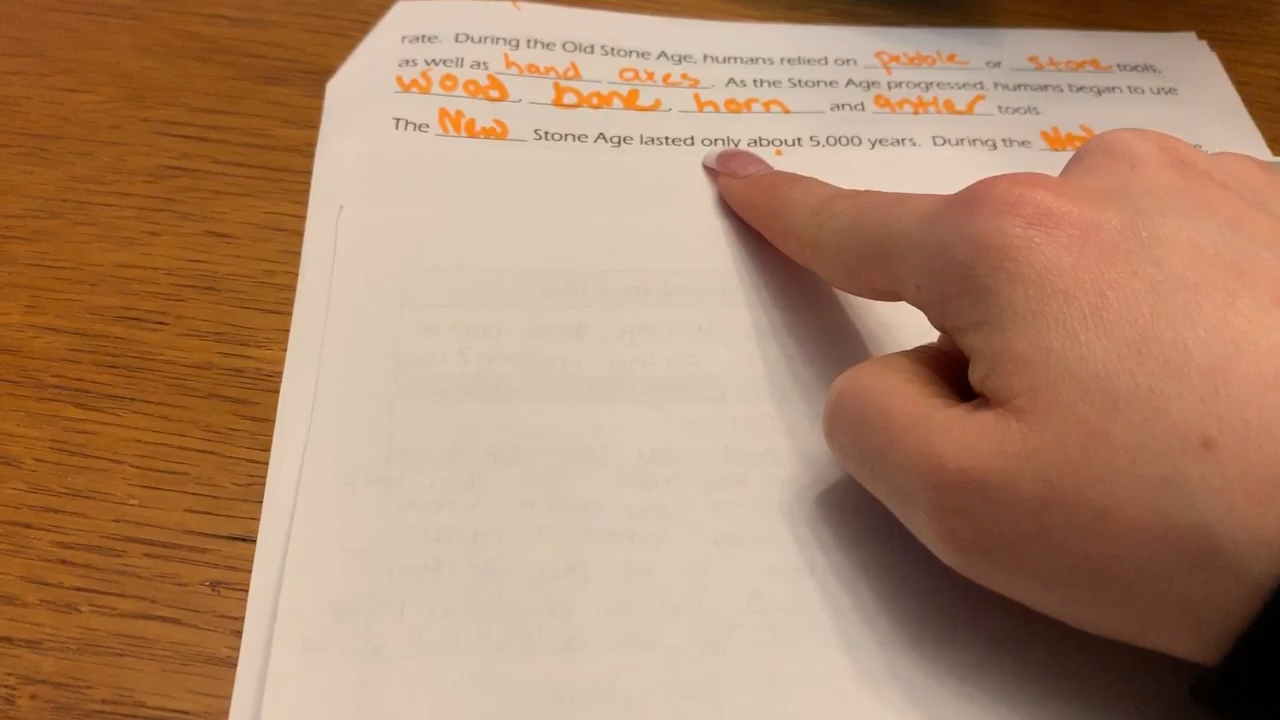 rate. During the Old Stone Age, humans relied on pebble or stone tools,
as well as hand axes. As the Stone Age progressed, humans began to use
wood, bone, horn and antler tools.
The New Stone Age lasted only about 5,000 years. During the New